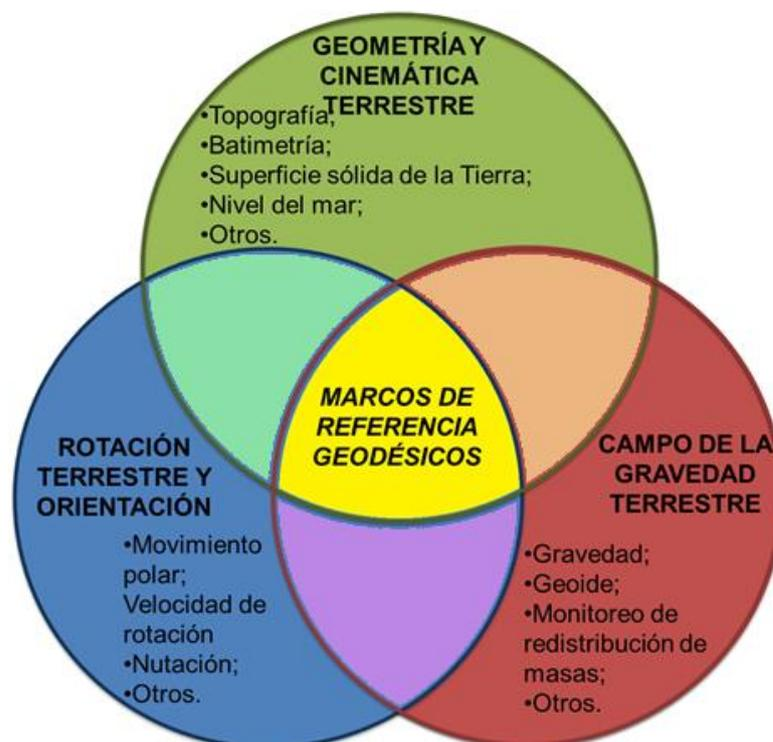 GEOMETRÍA Y
CINEMÁTICA
TERRESTRE
•Topografía;
•Batimetría;
•Superficie sólida de la Tierra;
•Nivel del mar;
•Otros.
MARCOS DE
REFERENCIA
GEODÉSICOS
ROTACIÓN
TERRESTRE Y
ORIENTACIÓN
•Movimiento
polar;
Velocidad de
rotación
•Nutación;
•Otros.
CAMPO DE LA
GRAVEDAD
TERRESTRE
•Gravedad;
•Geoide;
•Monitoreo de
redistribución de
masas;
•Otros.